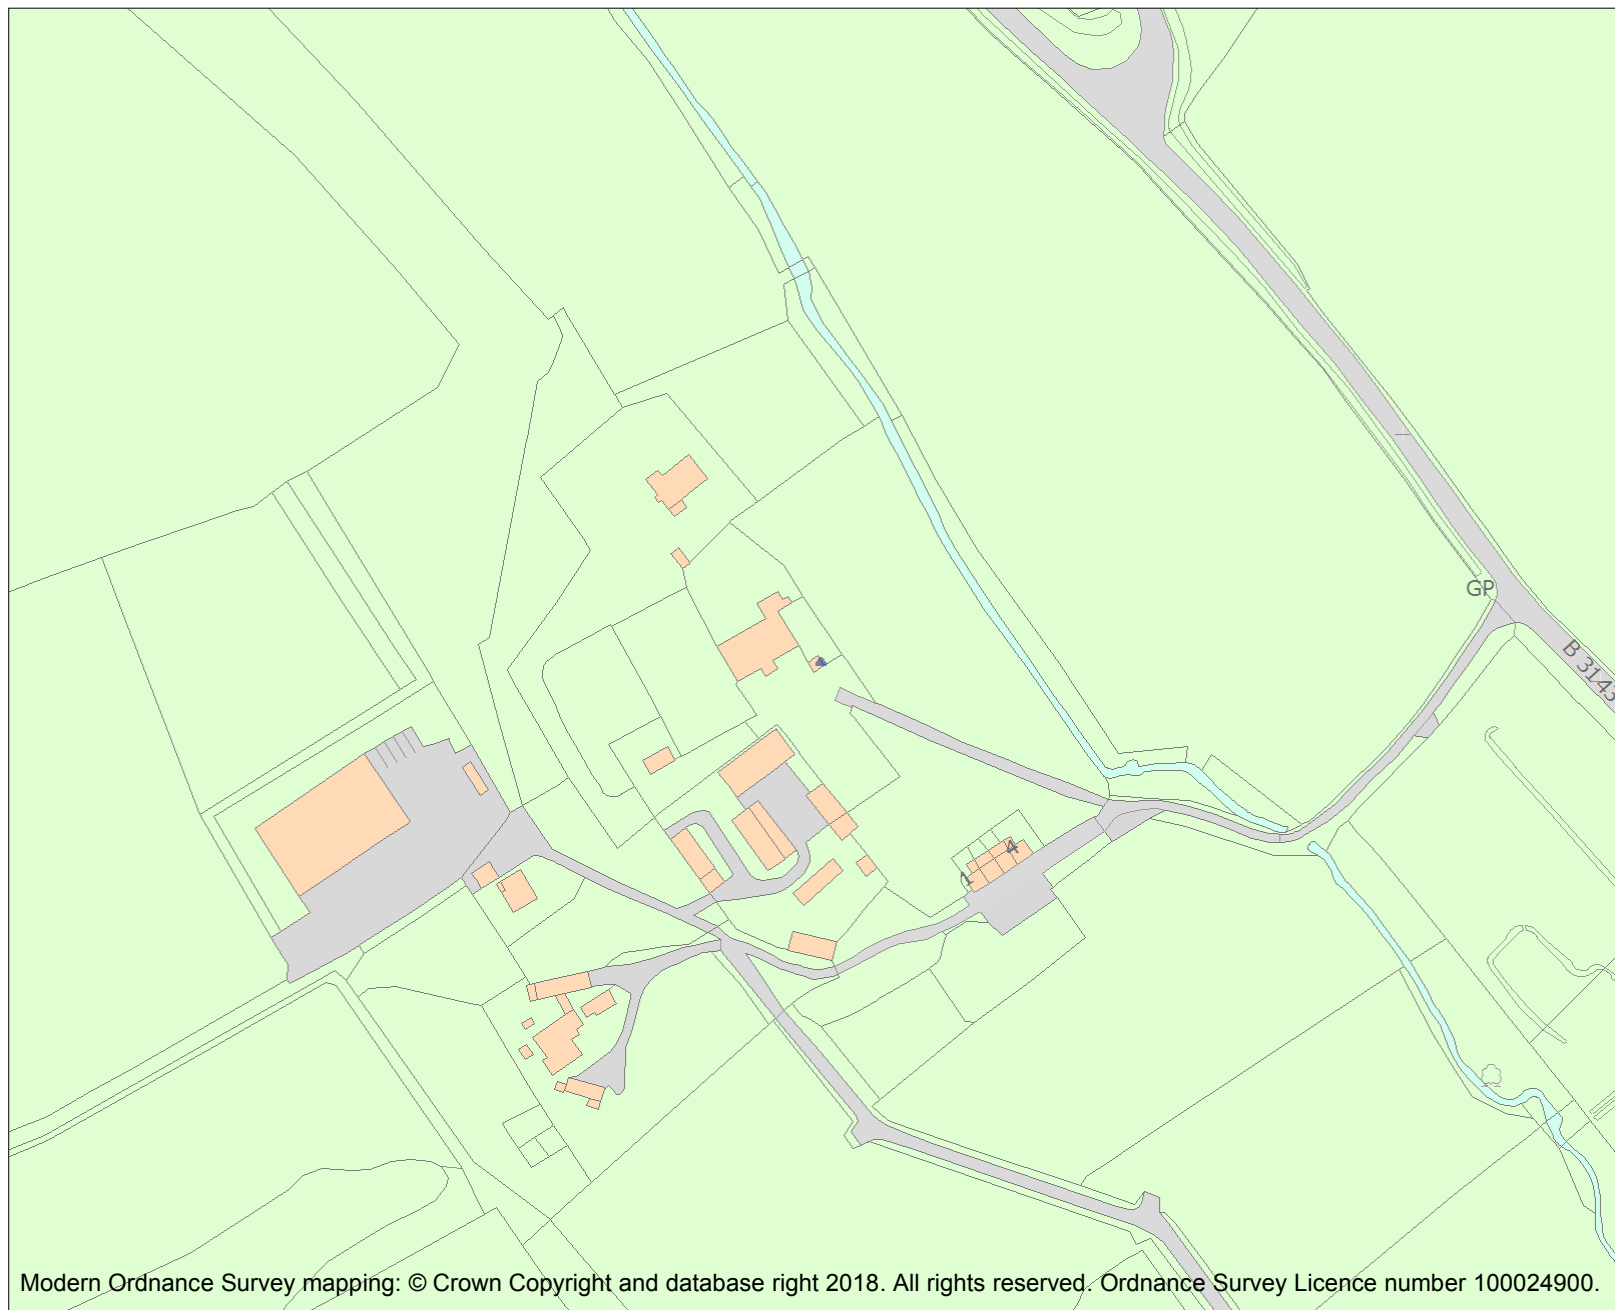 GP
B 3143
4
1
Modern Ordnance Survey mapping: © Crown Copyright and database right 2018. All rights reserved. Ordnance Survey Licence number 100024900.